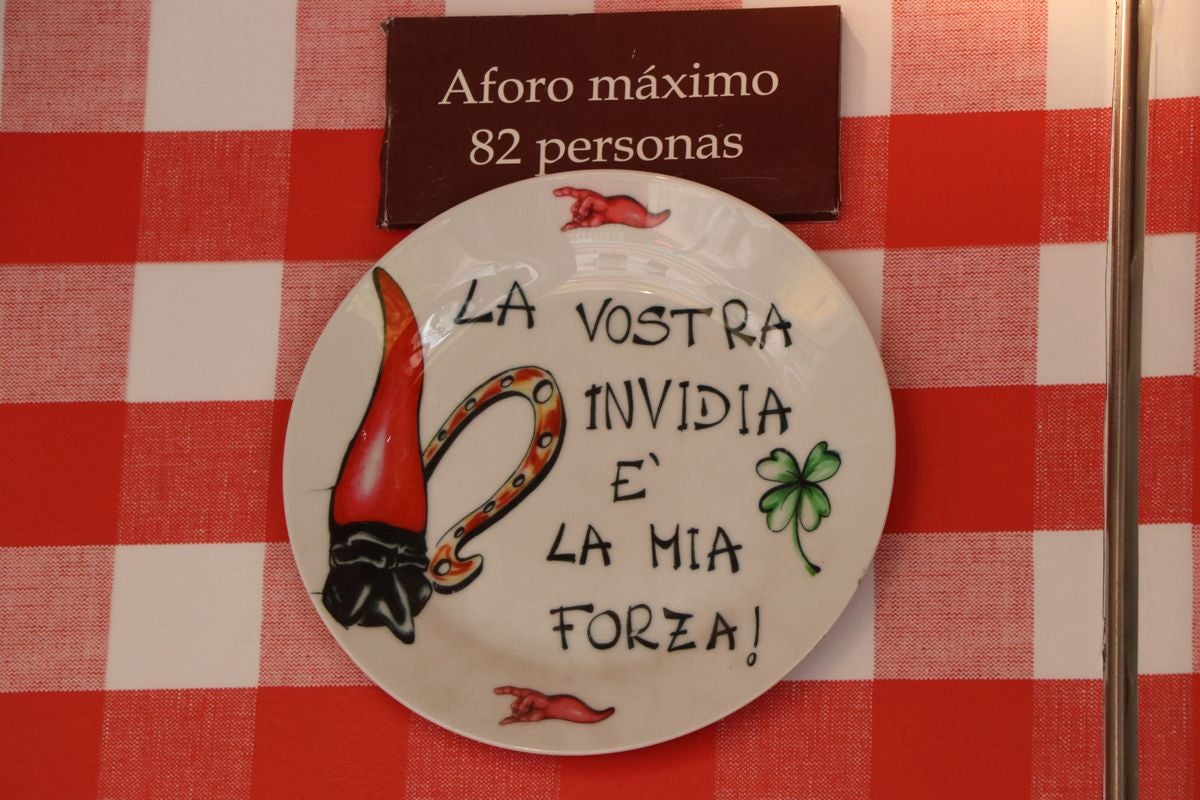 Aforo máximo
82 personas
LA VOSTRA
INVIDIA
E`
LA MIA
FORZA!